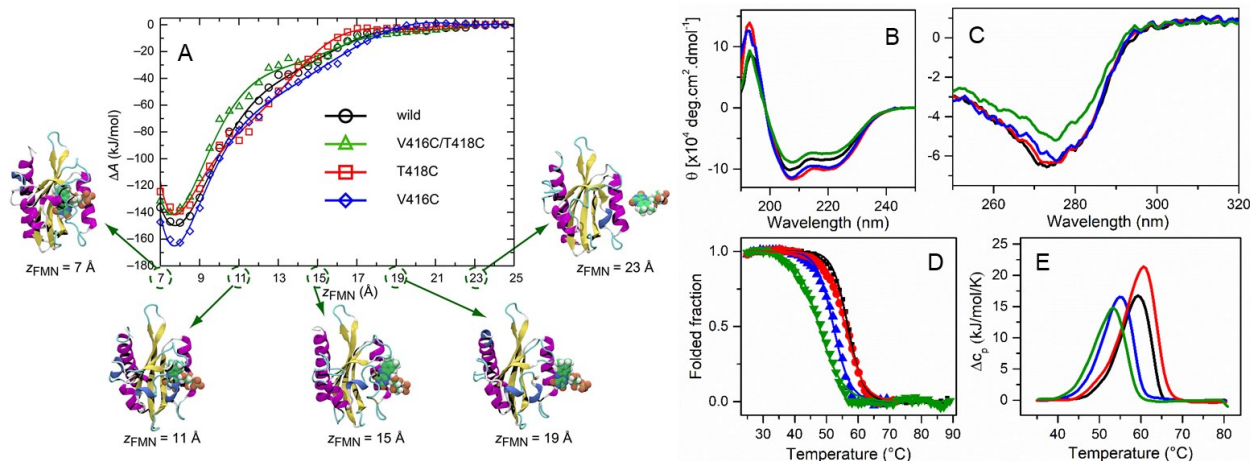 A
ΔA (kJ/mol)
0
-20
-40
-60
-80
-100
-120
-140
-160
-180
wild
V416C/T418C
T418C
V416C
7 9 11 13 15 17 19 21 23 25
zFMN (Å)
zFMN = 7 Å
zFMN = 23 Å
zFMN = 11 Å
zFMN = 15 Å
zFMN = 19 Å
B
θ [x10⁴ deg.cm².dmol⁻¹]
10
0
-10
200 220 240
Wavelength (nm)
C
0
-2
-4
-6
260 280 300 320
Wavelength (nm)
D
Folded fraction
1.0
0.5
0.0
30 40 50 60 70 80 90
Temperature (°C)
E
Δcp (kJ/mol/K)
25
20
15
10
5
0
40 50 60 70 80
Temperature (°C)